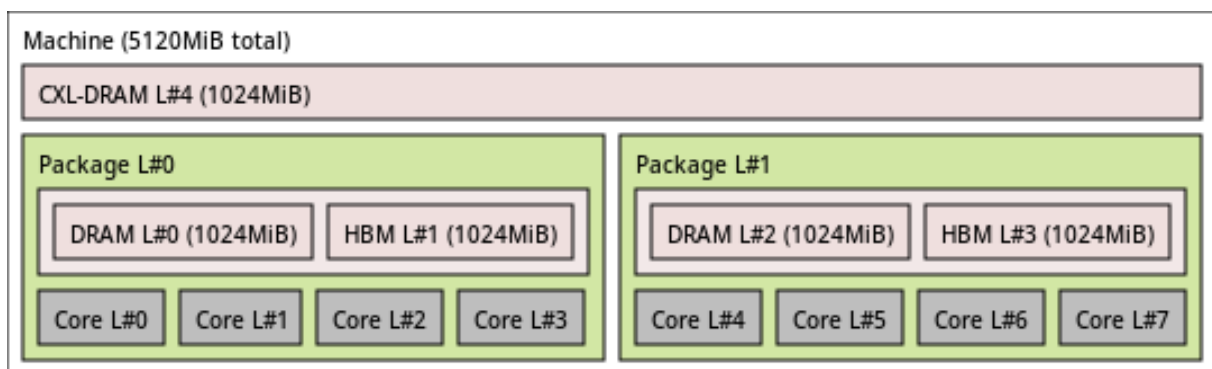 Machine (5120MiB total)
CXL-DRAM L#4 (1024MiB)
Package L#0
DRAM L#0 (1024MiB) HBM L#1 (1024MiB)
Core L#0 Core L#1 Core L#2 Core L#3
Package L#1
DRAM L#2 (1024MiB) HBM L#3 (1024MiB)
Core L#4 Core L#5 Core L#6 Core L#7